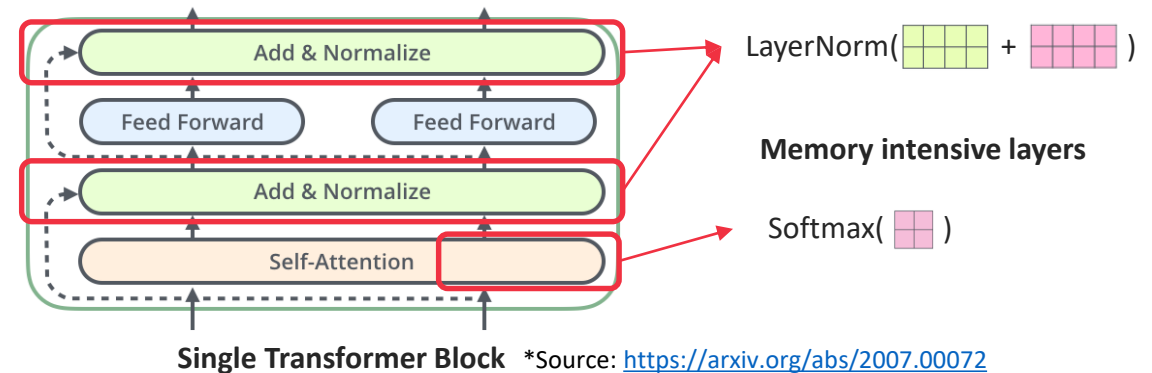 Add & Normalize
LayerNorm( + )
Feed Forward
Feed Forward
Memory intensive layers
Add & Normalize
Softmax( )
Self-Attention
Single Transformer Block *Source: https://arxiv.org/abs/2007.00072